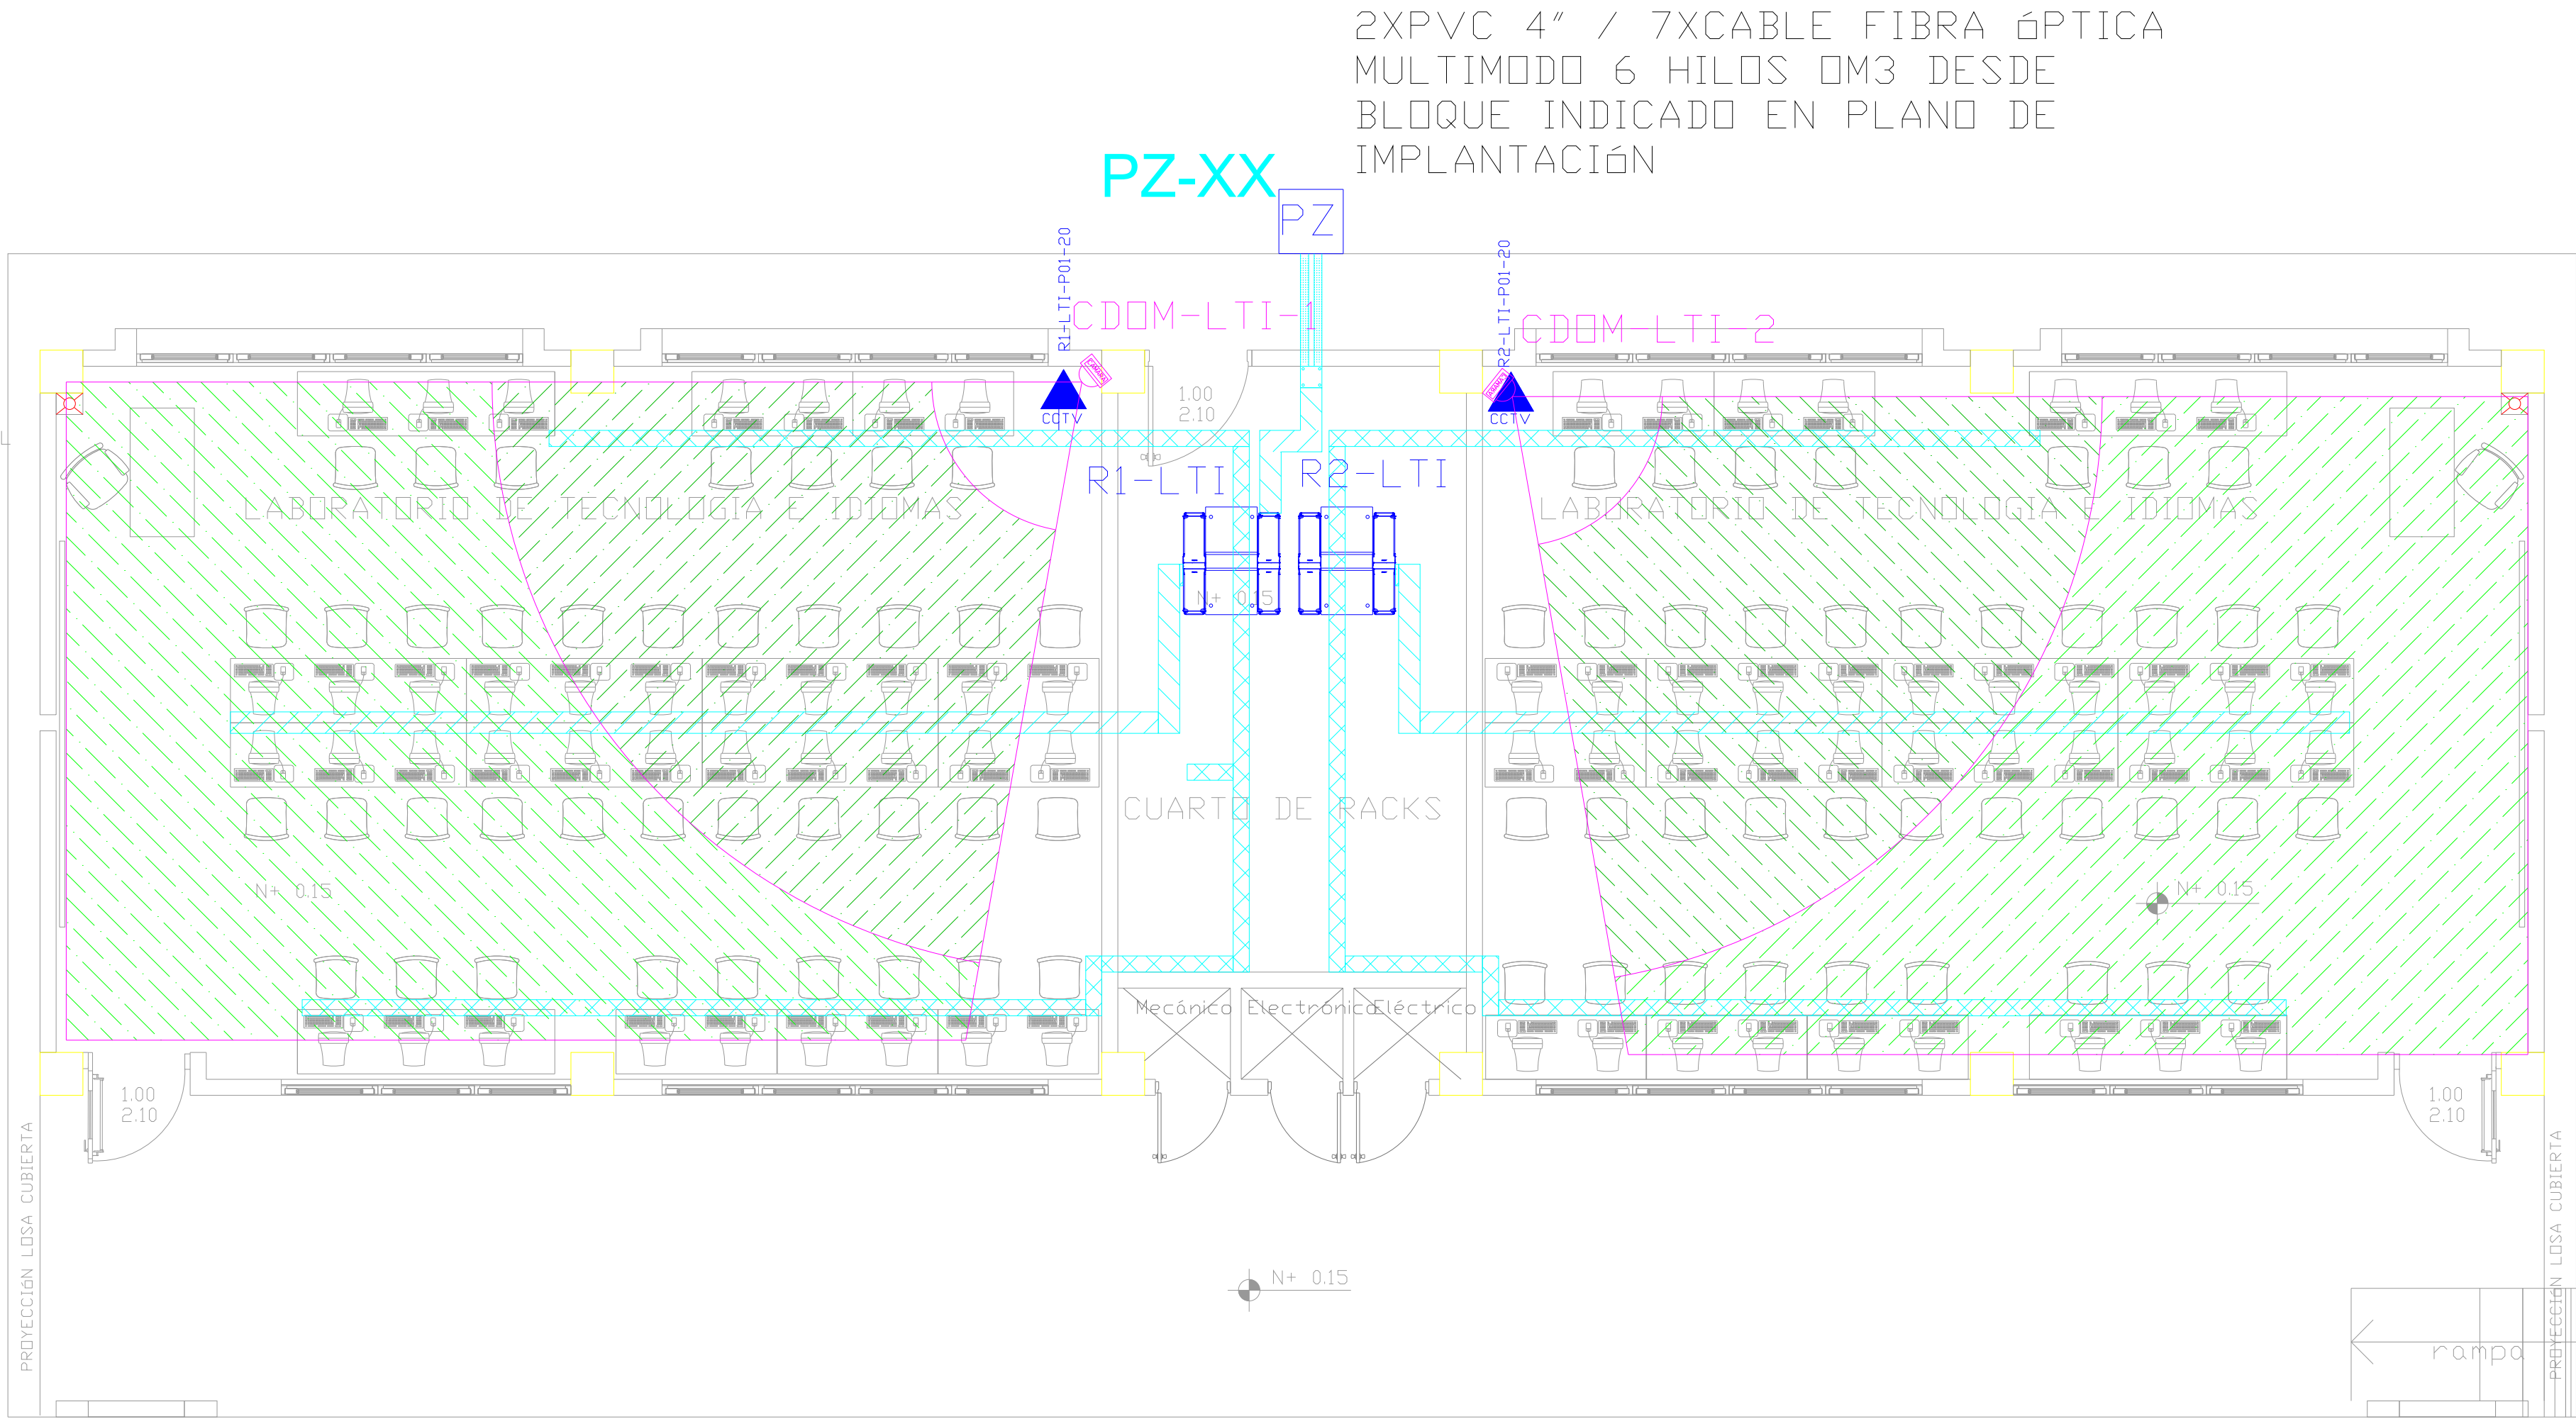 2XPVC 4" / 7XCABLE FIBRA óPTICA
MULTIMODO 6 HILOS OM3 DESDE
BLOQUE INDICADO EN PLANO DE
IMPLANTACIóN
PZ-XX
PZ
R1-LTI-P01-20
R2-LTI-P01-20
CDOM-LTI-1
CDOM-LTI-2
CAMARA
CAMARA
1.00
2.10
CCTV
CCTV
R1-LTI
R2-LTI
LABORATORIO DE TECNOLOGIA E IDIOMAS
LABORATORIO DE TECNOLOGIA E IDIOMAS
N+ 0.15
CUARTO DE RACKS
N+ 0.15
N+ 0.15
Mecánico
Electrónico
Eléctrico
1.00
2.10
1.00
2.10
PROYECCIóN LOSA CUBIERTA
PROYECCIóN LOSA CUBIERTA
N+ 0.15
rampa